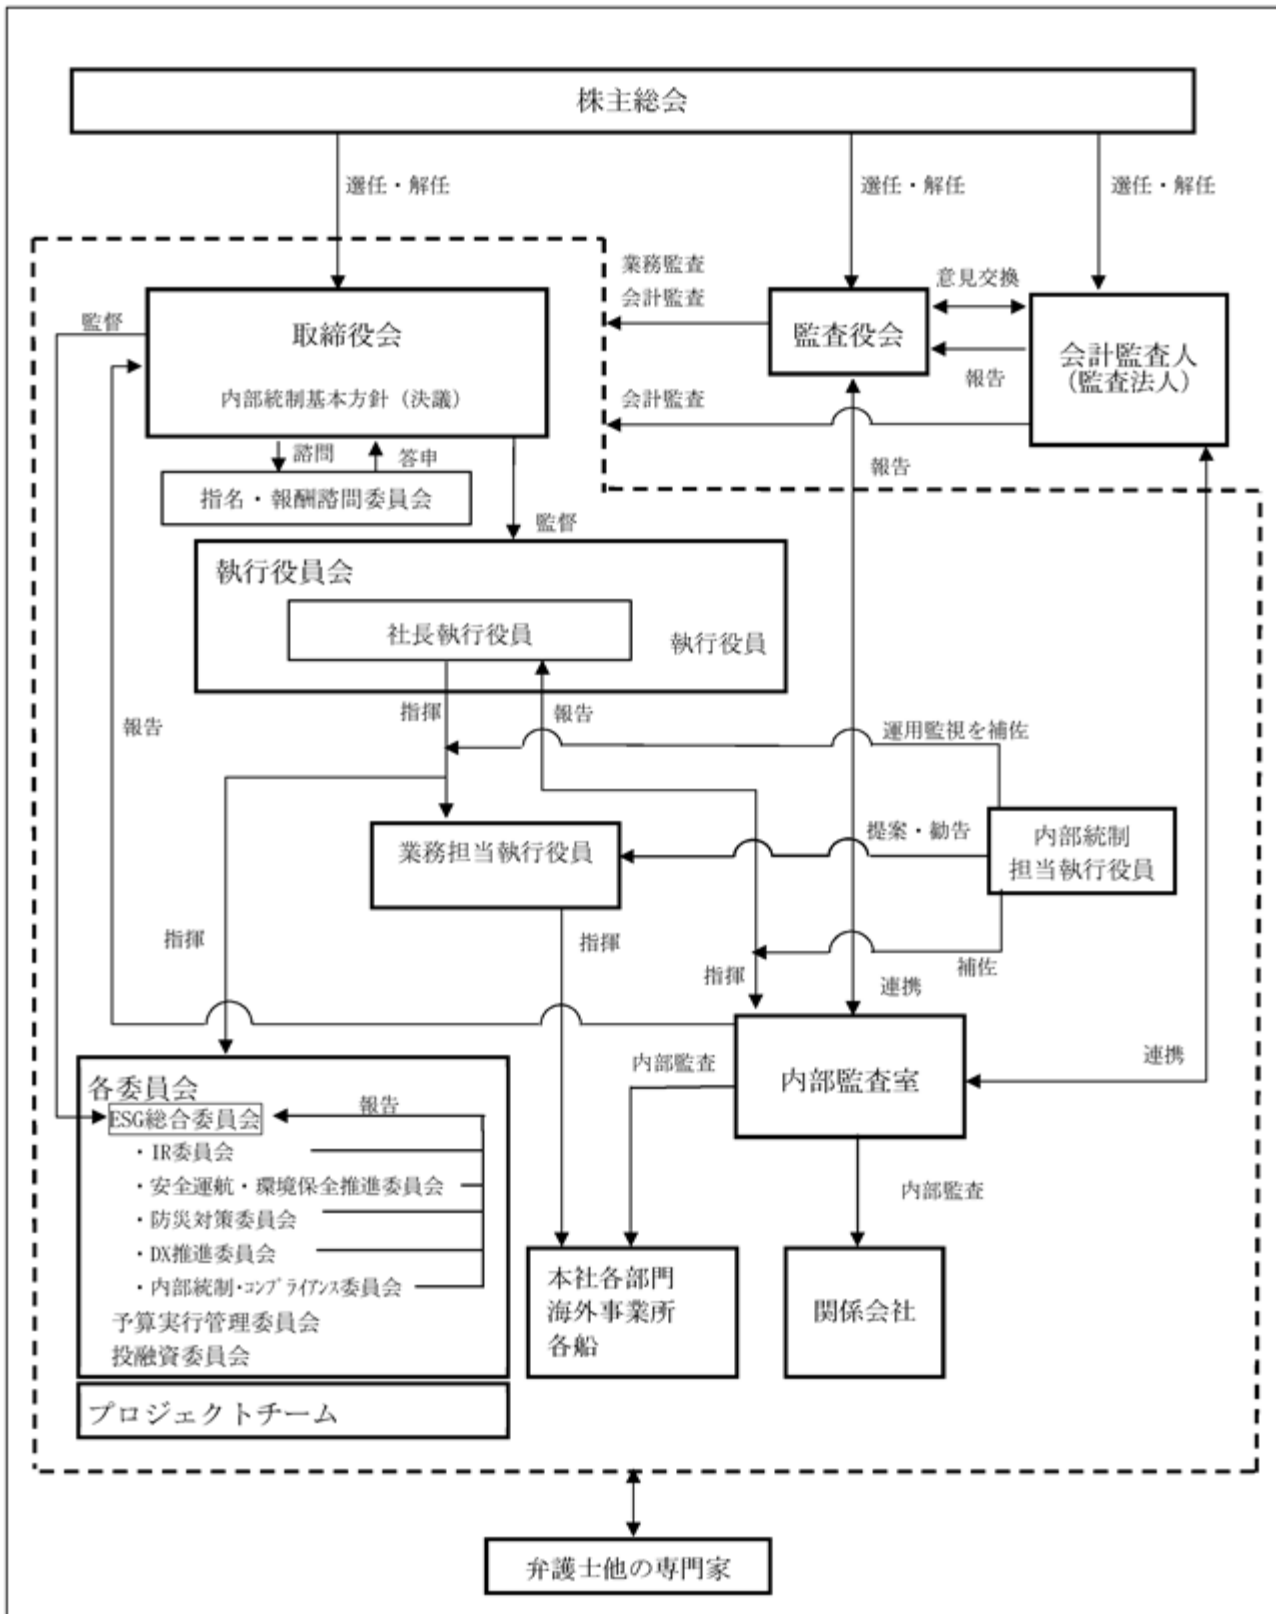 株主総会
選任・解任
選任・解任
選任・解任
業務監査
会計監査
意見交換
監督
取締役会
内部統制基本方針（決議）
監査役会
報告
会計監査人
（監査法人）
会計監査
報告
諮問
答申
指名・報酬諮問委員会
監督
執行役員会
社長執行役員
執行役員
指揮
報告
報告
運用監視を補佐
提案・勧告
内部統制
担当執行役員
業務担当執行役員
指揮
指揮
指揮
補佐
連携
連携
内部監査室
内部監査
内部監査
各委員会
ESG総合委員会
報告
・IR委員会
・安全運航・環境保全推進委員会
・防災対策委員会
・DX推進委員会
・内部統制・ｺﾝﾌﾟﾗｲｱﾝｽ委員会
予算実行管理委員会
投融資委員会
プロジェクトチーム
本社各部門
海外事業所
各船
関係会社
弁護士他の専門家